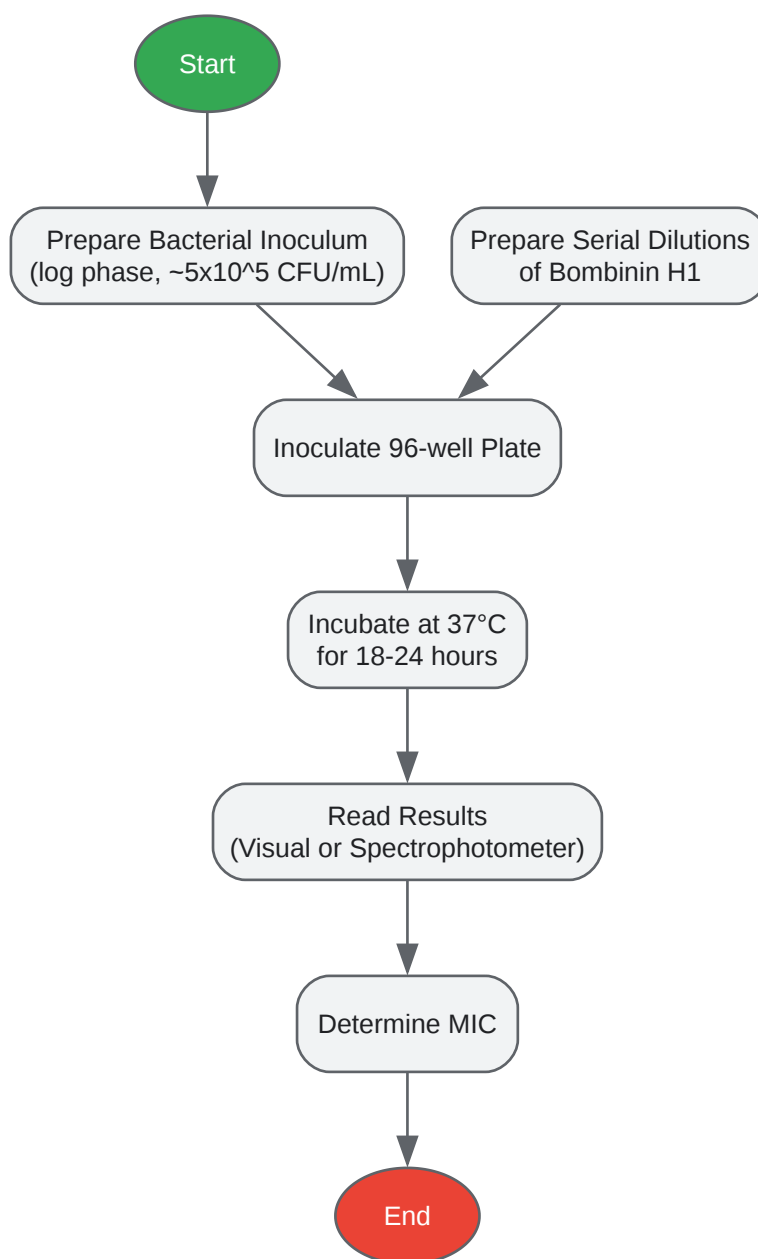 Start
Prepare Bacterial Inoculum
(log phase, ~5x10^5 CFU/mL)
Prepare Serial Dilutions
of Bombinin H1
Inoculate 96-well Plate
Incubate at 37°C
for 18-24 hours
Read Results
(Visual or Spectrophotometer)
Determine MIC
End